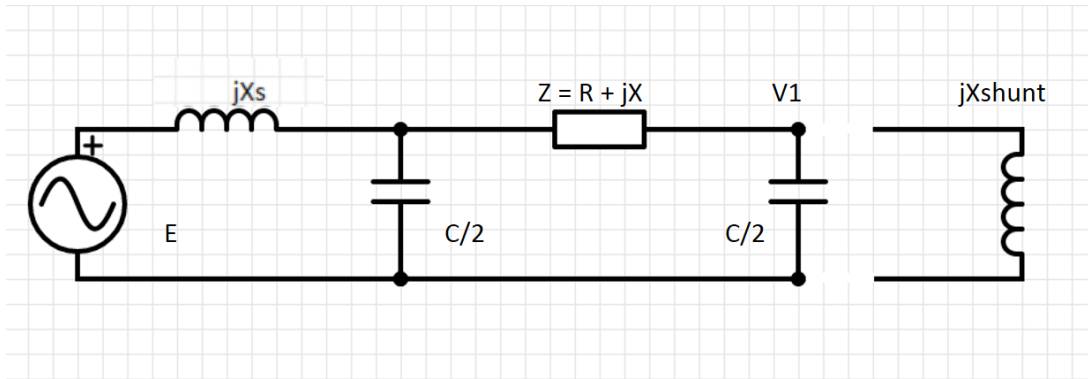 jXs
Z = R + jX
V1
jXshunt
+
E
C/2
C/2